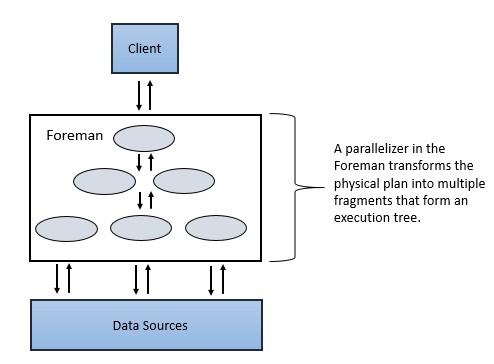 Client
Foreman
A parallelizer in the
Foreman transforms the
physical plan into multiple
fragments that form an
execution tree.
Data Sources